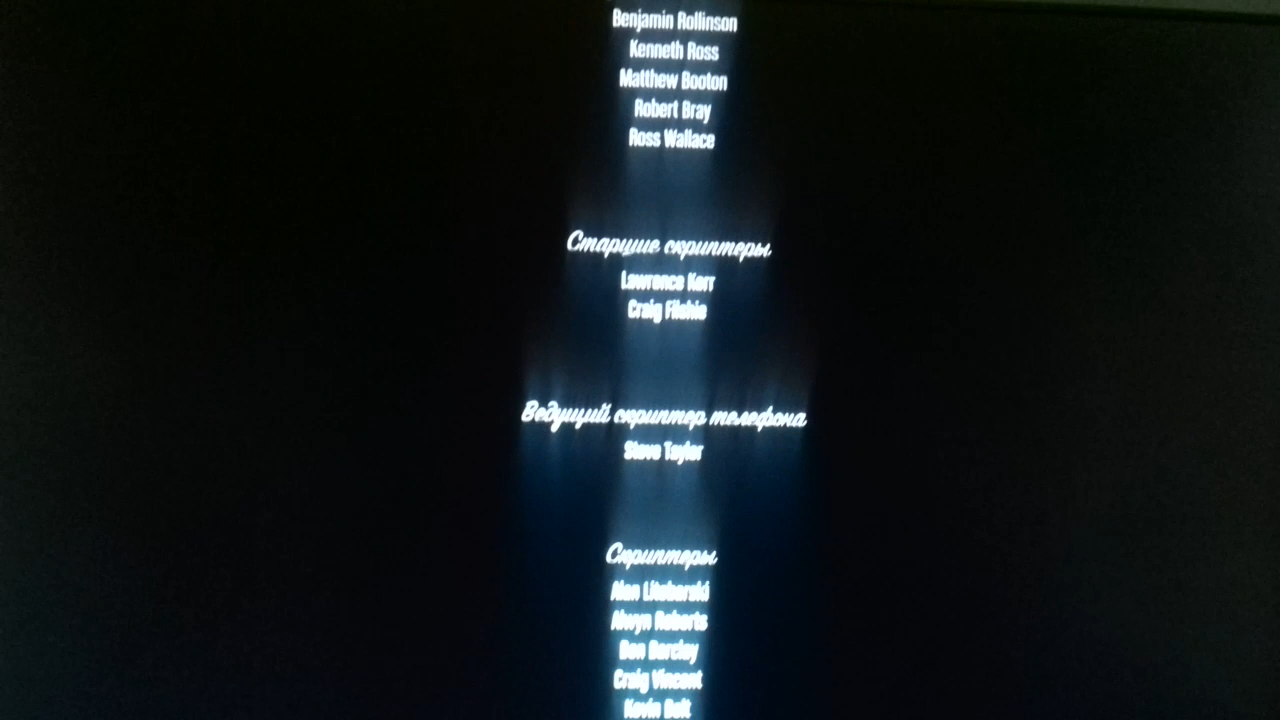 Benjamin Rollinson
Kenneth Ross
Matthew Booton
Robert Bray
Ross Wallace
Старшие скриптеры
Lawrence Kerr
Craig Filshie
Ведущий скриптер телефона
Steve Taylor
Скриптеры
Alan
Alwyn Roberts
Ben Barclay
Craig Vincent
Kevin Bolt